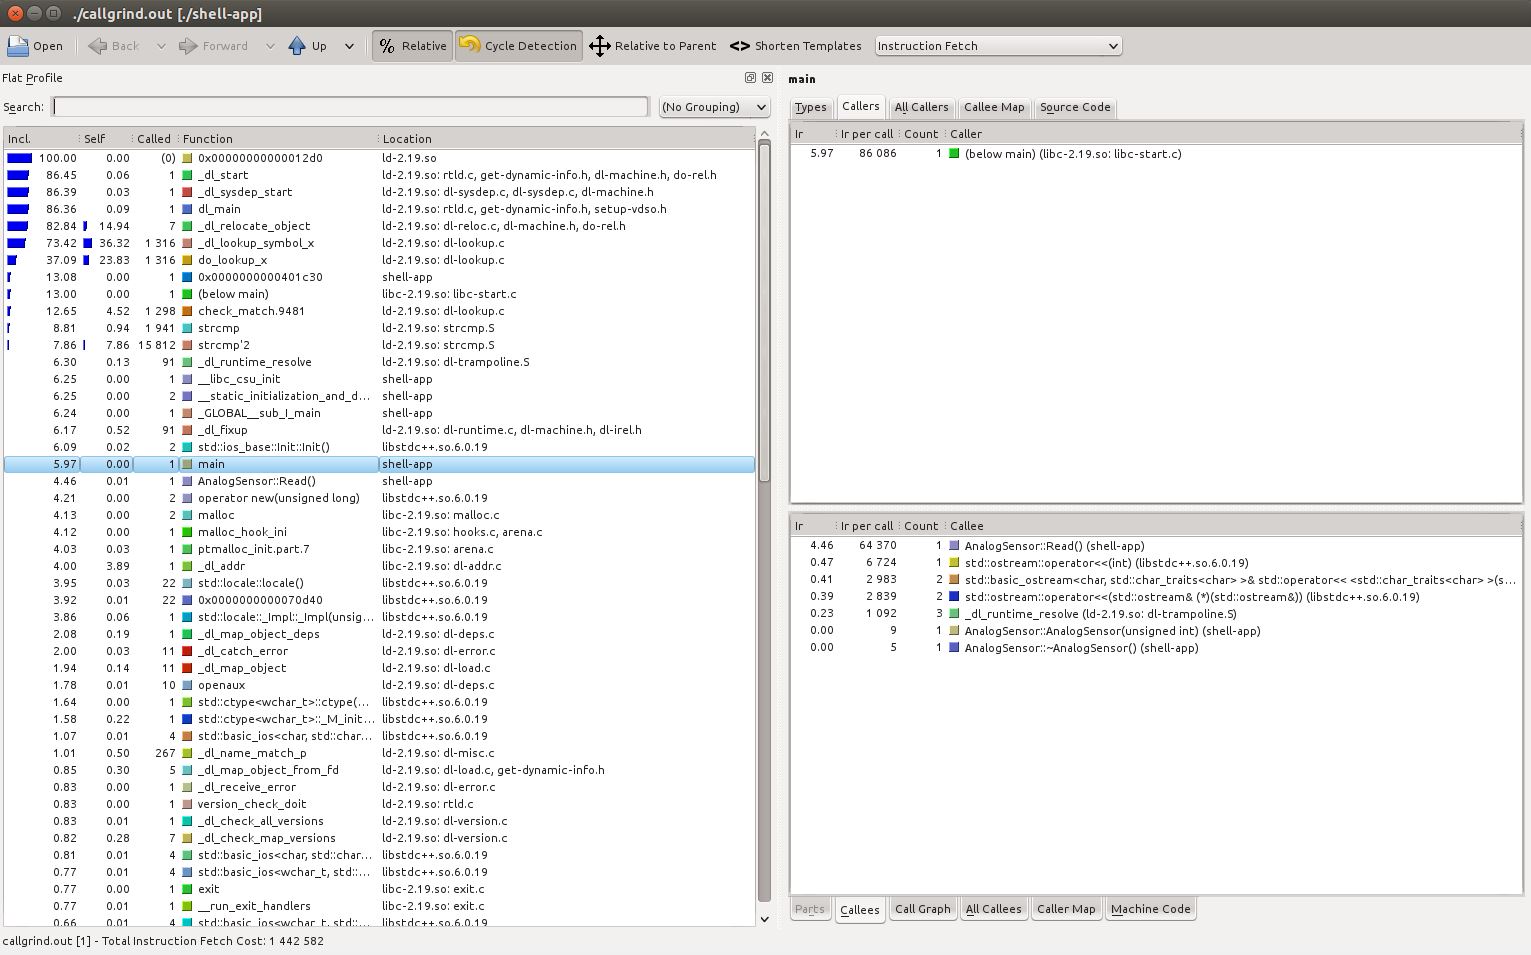 ./callgrind.out [./shell-app]
Open Back Forward Up % Relative Cycle Detection Relative to Parent <> Shorten Templates Instruction Fetch
Flat Profile
Search: (No Grouping)
Incl. Self Called Function Location
100.00 0.00 (0) 0x00000000000012d0 ld-2.19.so
86.45 0.06 1 _dl_start ld-2.19.so: rtld.c, get-dynamic-info.h, dl-machine.h, do-rel.h
86.39 0.03 1 _dl_sysdep_start ld-2.19.so: dl-sysdep.c, dl-sysdep.c, dl-machine.h
86.36 0.09 1 dl_main ld-2.19.so: rtld.c, get-dynamic-info.h, setup-vdso.h
82.84 14.94 7 _dl_relocate_object ld-2.19.so: dl-reloc.c, dl-machine.h, do-rel.h
73.42 36.32 1 316 _dl_lookup_symbol_x ld-2.19.so: dl-lookup.c
37.09 23.83 1 316 do_lookup_x ld-2.19.so: dl-lookup.c
13.08 0.00 1 0x0000000000401c30 shell-app
13.00 0.00 1 (below main) libc-2.19.so: libc-start.c
12.65 4.52 1 298 check_match.9481 ld-2.19.so: dl-lookup.c
8.81 0.94 1 941 strcmp ld-2.19.so: strcmp.S
7.86 7.86 15 812 strcmp'2 ld-2.19.so: strcmp.S
6.30 0.13 91 _dl_runtime_resolve ld-2.19.so: dl-trampoline.S
6.25 0.00 1 __libc_csu_init shell-app
6.25 0.00 2 __static_initialization_and_d... shell-app
6.24 0.00 1 _GLOBAL__sub_I_main shell-app
6.17 0.52 91 _dl_fixup ld-2.19.so: dl-runtime.c, dl-machine.h, dl-irel.h
6.09 0.02 2 std::ios_base::Init::Init() libstdc++.so.6.0.19
5.97 0.00 1 main shell-app
4.46 0.01 1 AnalogSensor::Read() shell-app
4.21 0.00 2 operator new(unsigned long) libstdc++.so.6.0.19
4.13 0.00 2 malloc libc-2.19.so: malloc.c
4.12 0.00 1 malloc_hook_ini libc-2.19.so: hooks.c, arena.c
4.03 0.03 1 ptmalloc_init.part.7 libc-2.19.so: arena.c
4.00 3.89 1 _dl_addr libc-2.19.so: dl-addr.c
3.95 0.03 22 std::locale::locale() libstdc++.so.6.0.19
3.92 0.01 22 0x0000000000070d40 libstdc++.so.6.0.19
3.86 0.06 1 std::locale::_Impl::_Impl(unsig... libstdc++.so.6.0.19
2.08 0.19 1 _dl_map_object_deps ld-2.19.so: dl-deps.c
2.00 0.03 11 _dl_catch_error ld-2.19.so: dl-error.c
1.94 0.14 11 _dl_map_object ld-2.19.so: dl-load.c
1.78 0.01 10 openaux ld-2.19.so: dl-deps.c
1.64 0.00 1 std::ctype<wchar_t>::ctype(... libstdc++.so.6.0.19
1.58 0.22 1 std::ctype<wchar_t>::_M_init... libstdc++.so.6.0.19
1.07 0.01 4 std::basic_ios<char, std::char... libstdc++.so.6.0.19
1.01 0.50 267 _dl_name_match_p ld-2.19.so: dl-misc.c
0.85 0.30 5 _dl_map_object_from_fd ld-2.19.so: dl-load.c, get-dynamic-info.h
0.83 0.00 1 _dl_receive_error ld-2.19.so: dl-error.c
0.83 0.00 1 version_check_doit ld-2.19.so: rtld.c
0.83 0.01 1 _dl_check_all_versions ld-2.19.so: dl-version.c
0.82 0.28 7 _dl_check_map_versions ld-2.19.so: dl-version.c
0.81 0.01 4 std::basic_ios<char, std::char... libstdc++.so.6.0.19
0.77 0.01 4 std::basic_ios<wchar_t, std::... libstdc++.so.6.0.19
0.77 0.00 1 exit libc-2.19.so: exit.c
0.77 0.01 1 __run_exit_handlers libc-2.19.so: exit.c
0.66 0.01 4 std::basic_ios<wchar_t, std::... libstdc++.so.6.0.19
main
Types Callers All Callers Callee Map Source Code
Ir Ir per call Count Caller
5.97 86 086 1 (below main) (libc-2.19.so: libc-start.c)
Ir Ir per call Count Callee
4.46 64 370 1 AnalogSensor::Read() (shell-app)
0.47 6 724 1 std::ostream::operator<<(int) (libstdc++.so.6.0.19)
0.41 2 983 2 std::basic_ostream<char, std::char_traits<char> >& std::operator<< <std::char_traits<char> >(s...
0.39 2 839 2 std::ostream::operator<<(std::ostream& (*)(std::ostream&)) (libstdc++.so.6.0.19)
0.23 1 092 3 _dl_runtime_resolve (ld-2.19.so: dl-trampoline.S)
0.00 9 1 AnalogSensor::AnalogSensor(unsigned int) (shell-app)
0.00 5 1 AnalogSensor::~AnalogSensor() (shell-app)
Parts Callees Call Graph All Callees Caller Map Machine Code
callgrind.out [1] - Total Instruction Fetch Cost: 1 442 582